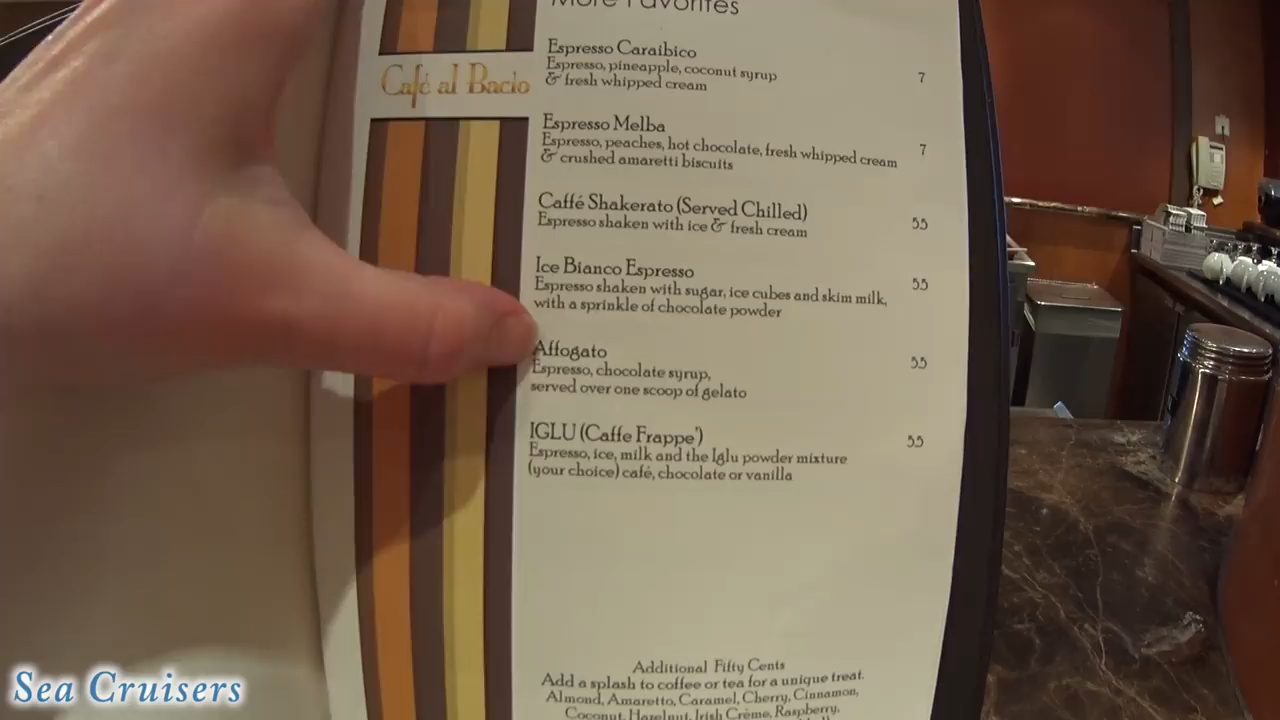 More Favorites
Café al Bacio
Espresso Caraibico
Espresso, pineapple, coconut syrup
& fresh whipped cream
7
Espresso Melba
Espresso, peaches, hot chocolate, fresh whipped cream
& crushed amaretti biscuits
7
Caffé Shakerato (Served Chilled)
Espresso shaken with ice & fresh cream
55
Ice Bianco Espresso
Espresso shaken with sugar, ice cubes and skim milk,
with a sprinkle of chocolate powder
55
Affogato
Espresso, chocolate syrup,
served over one scoop of gelato
55
IGLU (Caffe Frappe')
Espresso, ice, milk and the Iglu powder mixture
(your choice) café, chocolate or vanilla
55
Additional Fifty Cents
Add a splash to coffee or tea for a unique treat.
Almond, Amaretto, Caramel, Cherry, Cinnamon,
Coconut, Hazelnut, Irish Crème, Raspberry,
Sea Cruisers